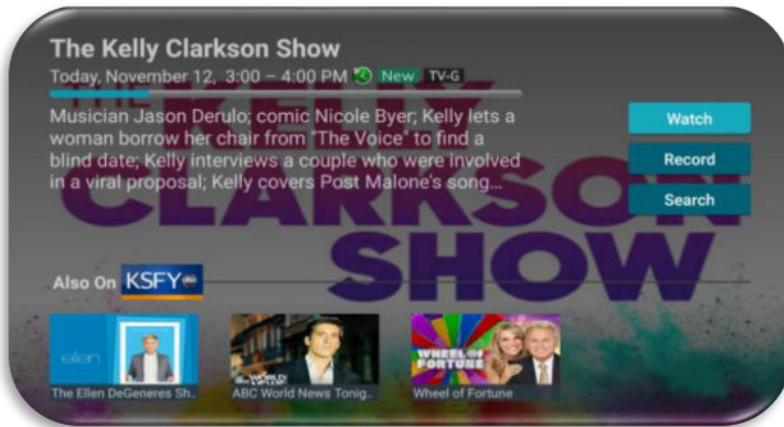 The Kelly Clarkson Show
Today, November 12, 3:00 – 4:00 PM New TV-G
Musician Jason Derulo; comic Nicole Byer; Kelly lets a
woman borrow her chair from "The Voice" to find a
blind date; Kelly interviews a couple who were involved
in a viral proposal; Kelly covers Post Malone's song...
Watch
Record
Search
THE
KELLY
CLARKSON
SHOW
Also On KSFY abc
ellen
WORLD
NEWS
WHEEL OF
FORTUNE
The Ellen DeGeneres Sh..
ABC World News Tonig..
Wheel of Fortune